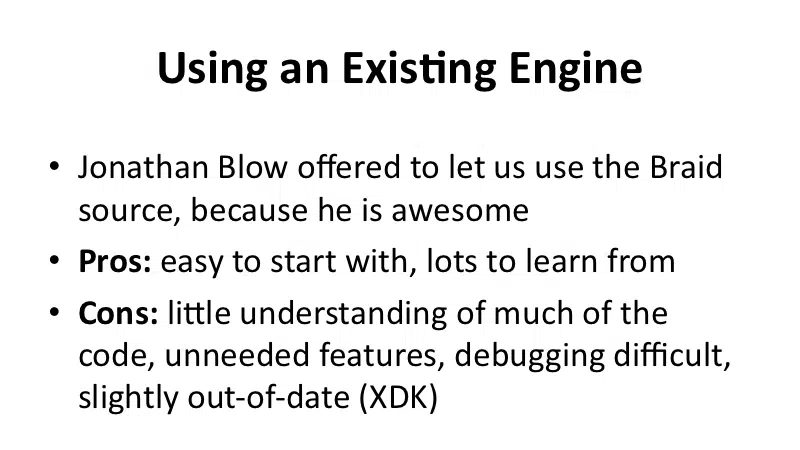 Using an Existing Engine
• Jonathan Blow offered to let us use the Braid
source, because he is awesome
• Pros: easy to start with, lots to learn from
• Cons: little understanding of much of the
code, unneeded features, debugging difficult,
slightly out-of-date (XDK)